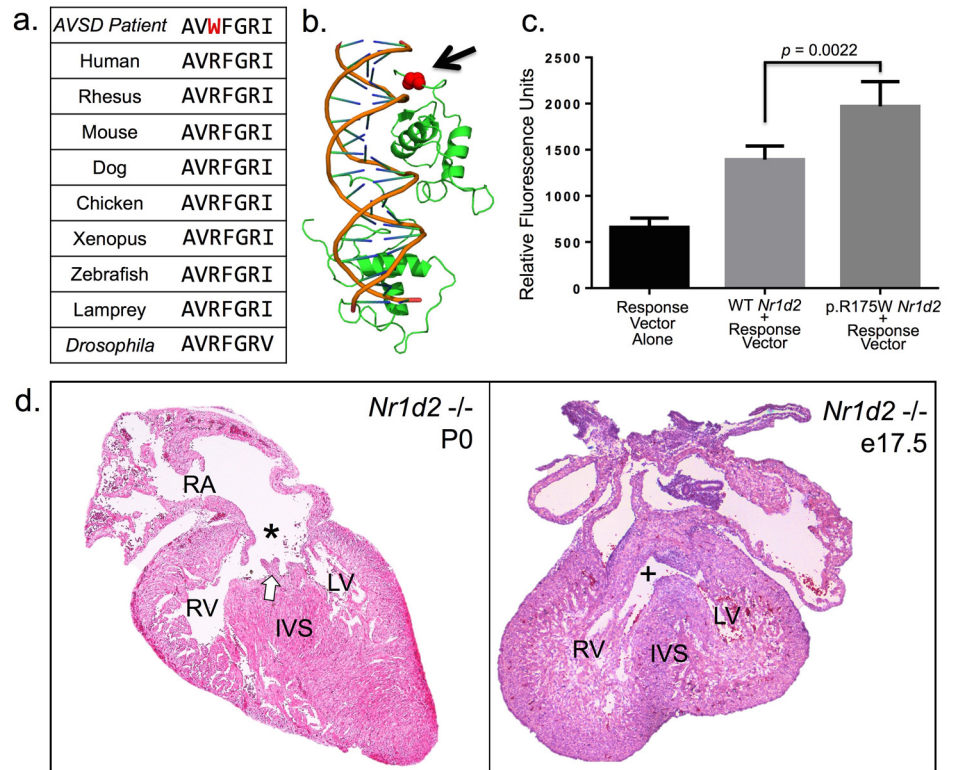 a.
AVSD Patient AVWFGRI
Human AVRFGRI
Rhesus AVRFGRI
Mouse AVRFGRI
Dog AVRFGRI
Chicken AVRFGRI
Xenopus AVRFGRI
Zebrafish AVRFGRI
Lamprey AVRFGRI
Drosophila AVRFGRV
b.
c.
p = 0.0022
Relative Fluorescence Units
2500
2000
1500
1000
500
0
Response
Vector
Alone
WT Nr1d2
+
Response
Vector
p.R175W Nr1d2
+
Response
Vector
d.
Nr1d2 -/-
P0
RA
*
LV
RV
IVS
Nr1d2 -/-
e17.5
+
LV
RV
IVS